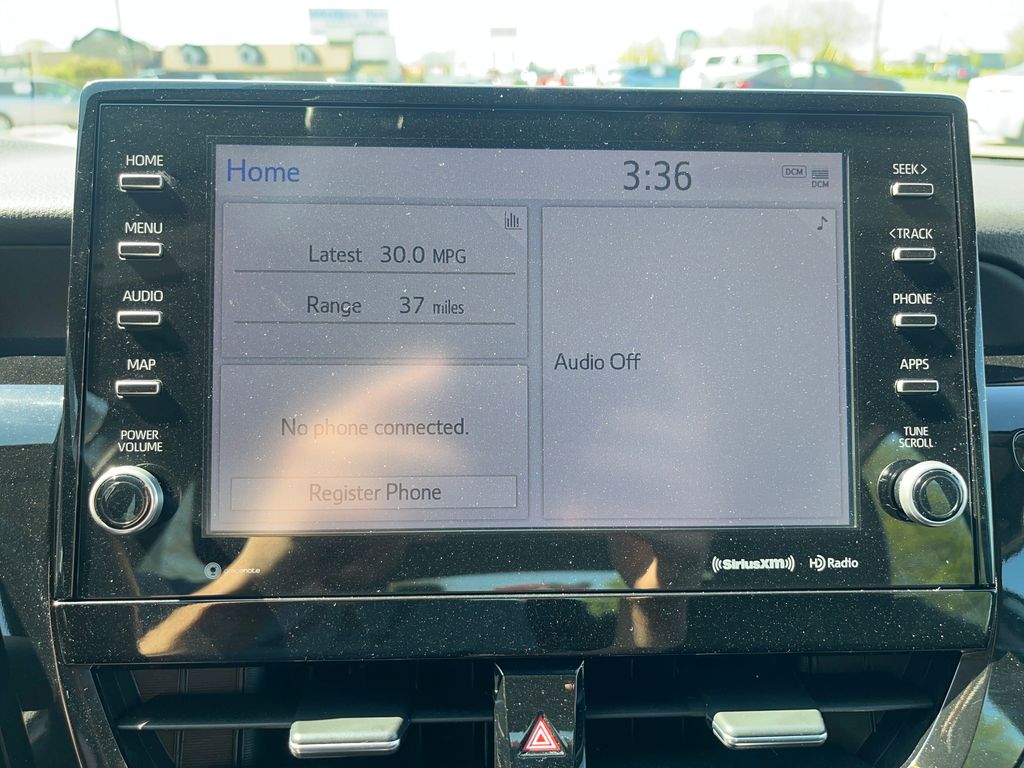 HOME
MENU
AUDIO
MAP
POWER
VOLUME
Home
3:36
DCM
DCM
Latest 30.0 MPG
Range 37 miles
No phone connected.
Register Phone
Audio Off
SEEK>
<TRACK
PHONE
APPS
TUNE
SCROLL
gracenote
((SiriusXM))
HD Radio